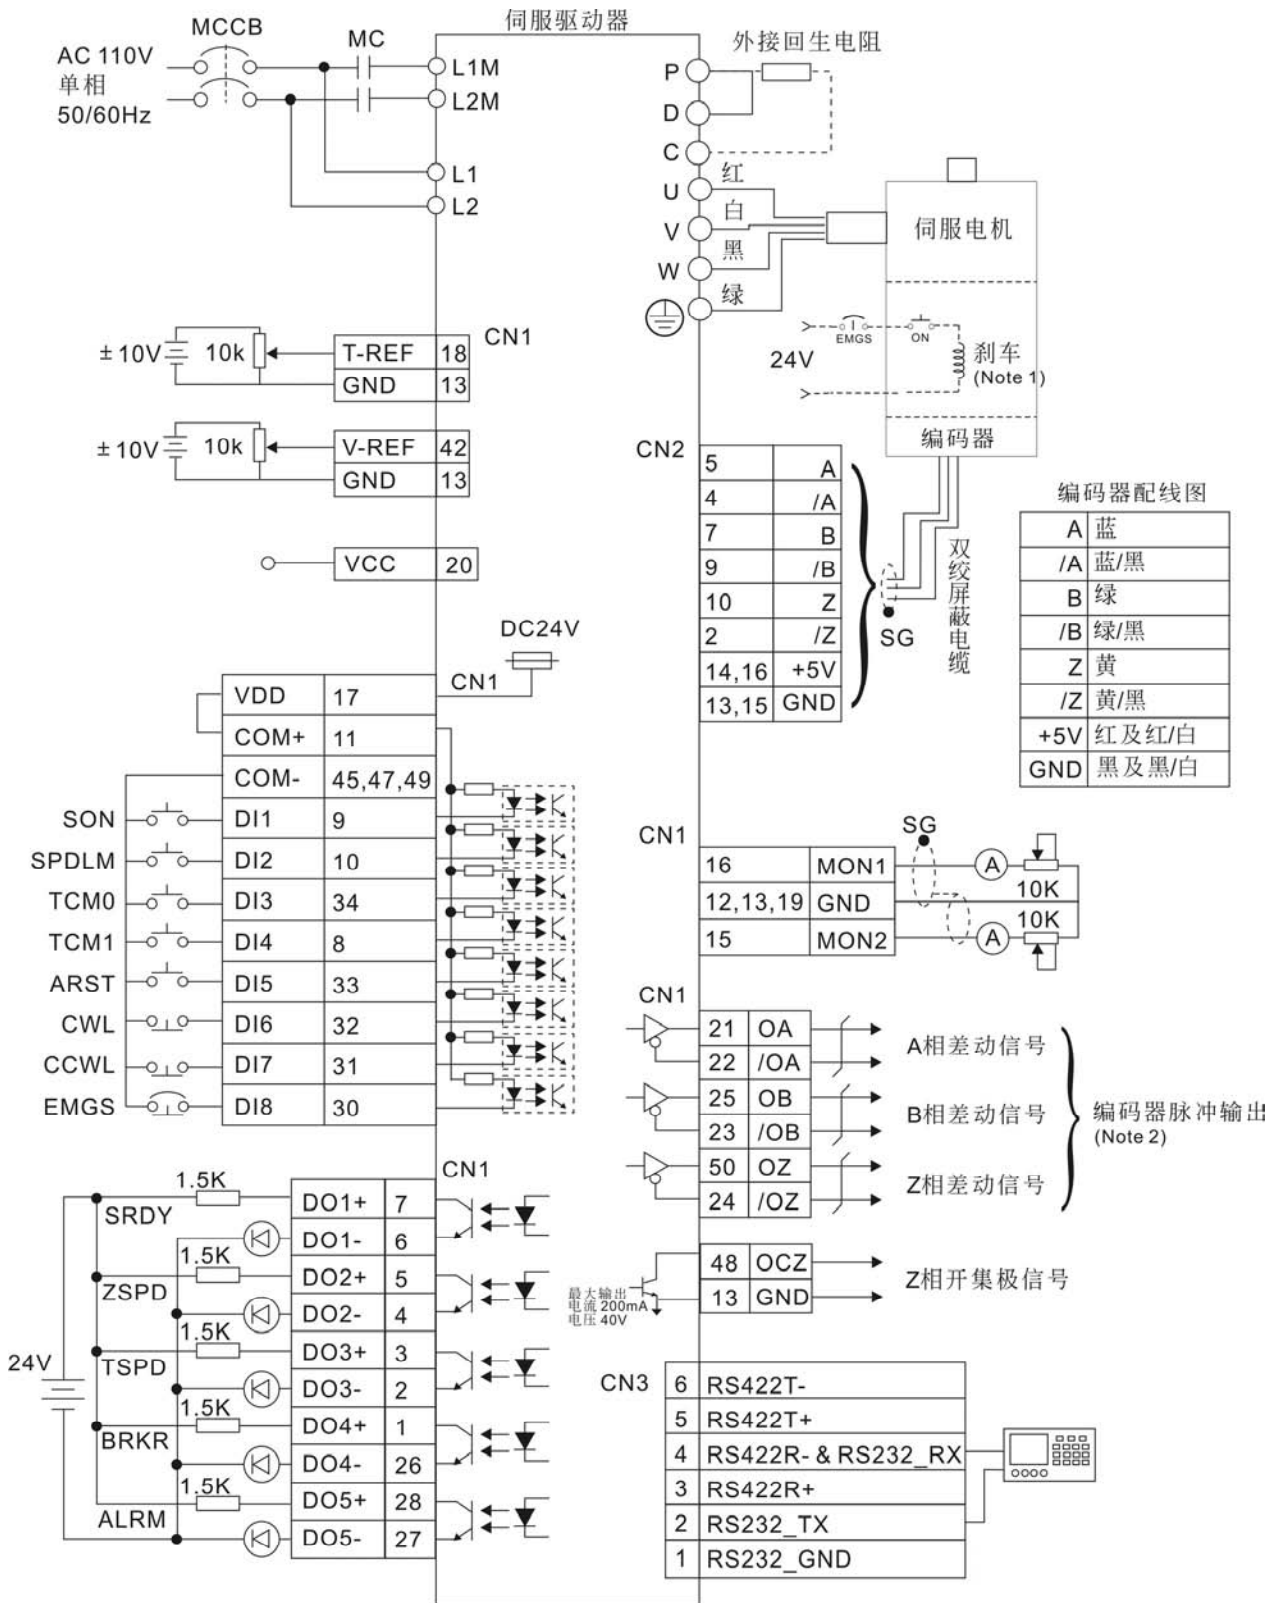 伺服驱动器
MCCB
MC
AC 110V
单相
50/60Hz
L1M
L2M
L1
L2
外接回生电阻
P
D
C
U
V
W
红
白
黑
绿
伺服电机
24V
EMGS
ON
刹车
(Note 1)
编码器
CN1
±10V
10k
T-REF 18
GND 13
±10V
10k
V-REF 42
GND 13
VCC 20
CN2
5 A
4 /A
7 B
9 /B
10 Z
2 /Z
14,16 +5V
13,15 GND
SG
双绞屏蔽电缆
编码器配线图
A 蓝
/A 蓝/黑
B 绿
/B 绿/黑
Z 黄
/Z 黄/黑
+5V 红及红/白
GND 黑及黑/白
DC24V
CN1
VDD 17
COM+ 11
COM- 45,47,49
SON DI1 9
SPDLM DI2 10
TCM0 DI3 34
TCM1 DI4 8
ARST DI5 33
CWL DI6 32
CCWL DI7 31
EMGS DI8 30
CN1
SG
16 MON1
A
10K
12,13,19 GND
10K
15 MON2
A
CN1
21 OA
22 /OA
A相差动信号
25 OB
23 /OB
B相差动信号
50 OZ
24 /OZ
Z相差动信号
编码器脉冲输出
(Note 2)
48 OCZ
13 GND
Z相开集极信号
最大输出
电流 200mA
电压 40V
CN1
24V
1.5K
SRDY
DO1+ 7
DO1- 6
1.5K
ZSPD
DO2+ 5
DO2- 4
1.5K
TSPD
DO3+ 3
DO3- 2
1.5K
BRKR
DO4+ 1
DO4- 26
1.5K
ALRM
DO5+ 28
DO5- 27
CN3
6 RS422T-
5 RS422T+
4 RS422R- & RS232_RX
3 RS422R+
2 RS232_TX
1 RS232_GND